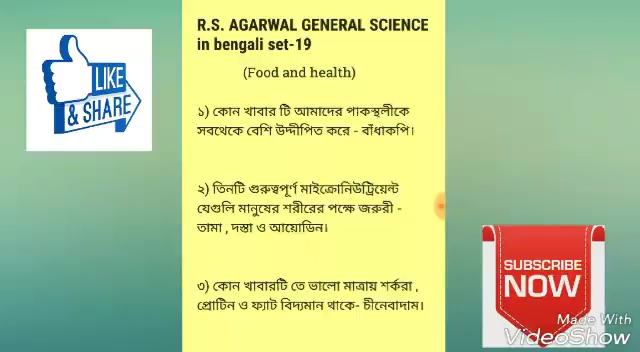 R.S. AGARWAL GENERAL SCIENCE
in bengali set-19
(Food and health)
১) কোন খাবার টি আমাদের পাকস্থলীকে
সবথেকে বেশি উদ্দীপিত করে - বাঁধাকপি।
২) তিনটি গুরুত্বপূর্ণ মাইক্রোনিউট্রিয়েন্ট
যেগুলি মানুষের শরীরের পক্ষে জরুরী -
তামা , দস্তা ও আয়োডিন।
৩) কোন খাবারটি তে ভালো মাত্রায় শর্করা ,
প্রোটিন ও ফ্যাট বিদ্যমান থাকে- চীনেবাদাম।
LIKE
& SHARE
SUBSCRIBE
NOW
Made With
VideoShow